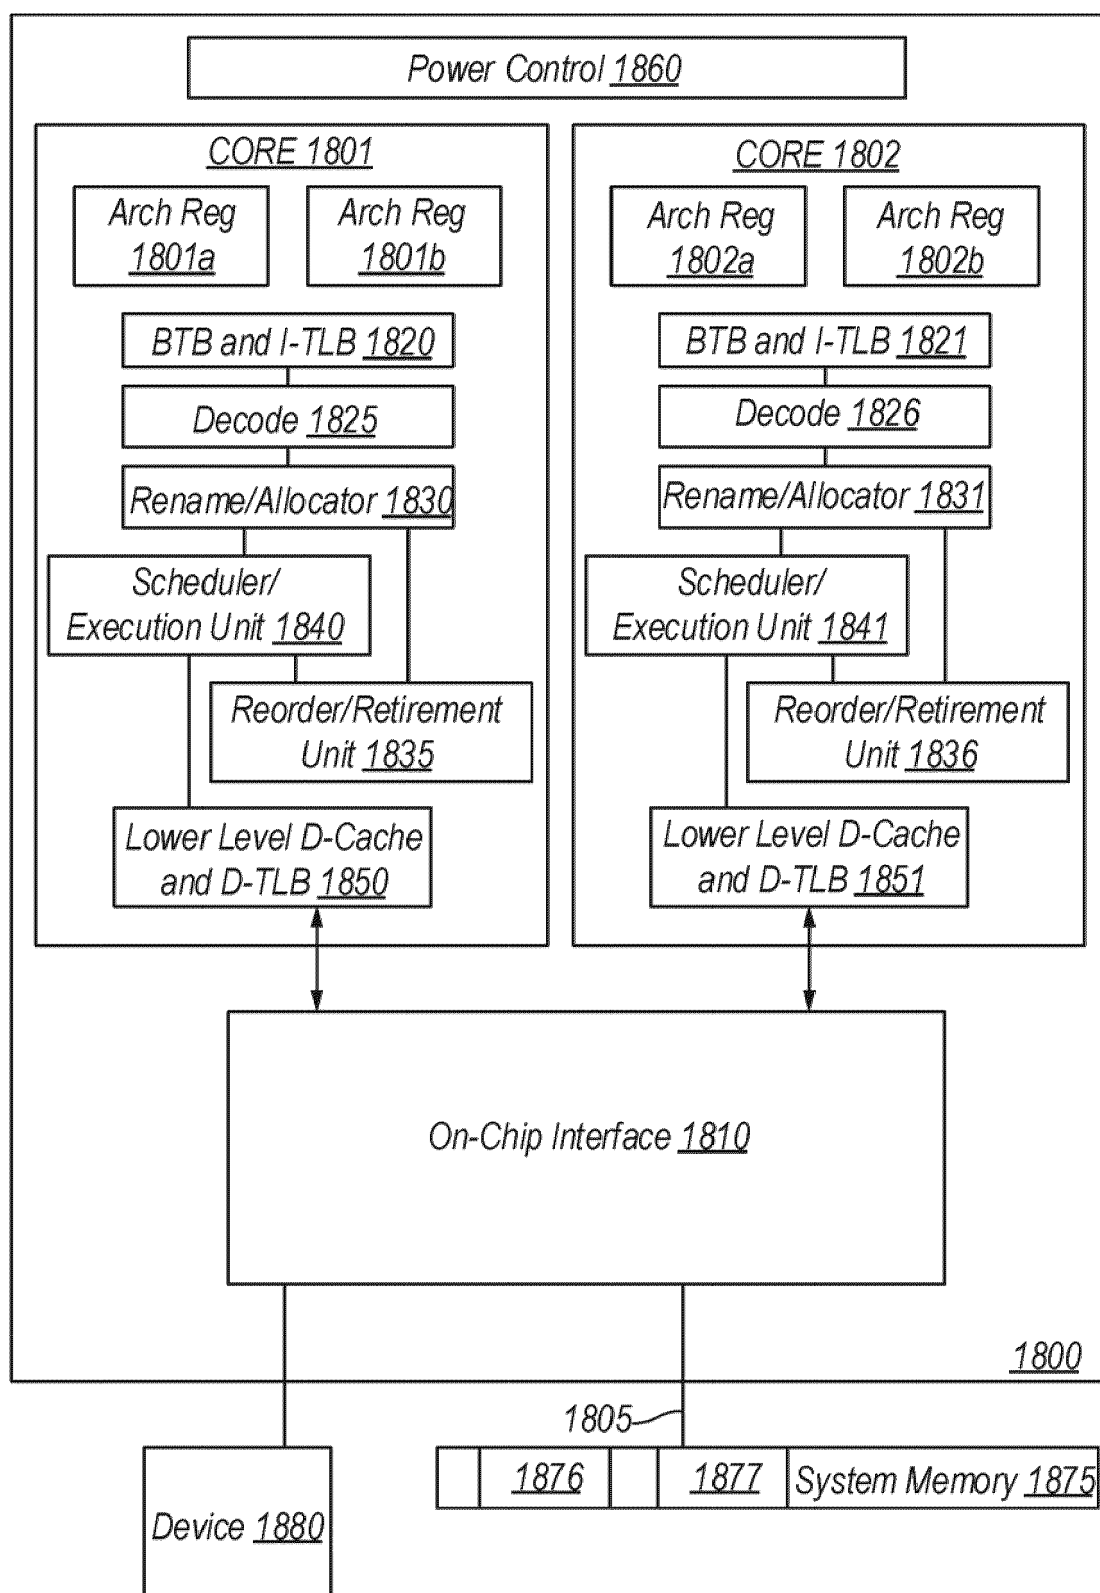 Power Control 1860
CORE 1801
Arch Reg
1801a
Arch Reg
1801b
BTB and I-TLB 1820
Decode 1825
Rename/Allocator 1830
Scheduler/
Execution Unit 1840
Reorder/Retirement
Unit 1835
Lower Level D-Cache
and D-TLB 1850
CORE 1802
Arch Reg
1802a
Arch Reg
1802b
BTB and I-TLB 1821
Decode 1826
Rename/Allocator 1831
Scheduler/
Execution Unit 1841
Reorder/Retirement
Unit 1836
Lower Level D-Cache
and D-TLB 1851
On-Chip Interface 1810
1800
1805
Device 1880
1876
1877
System Memory 1875